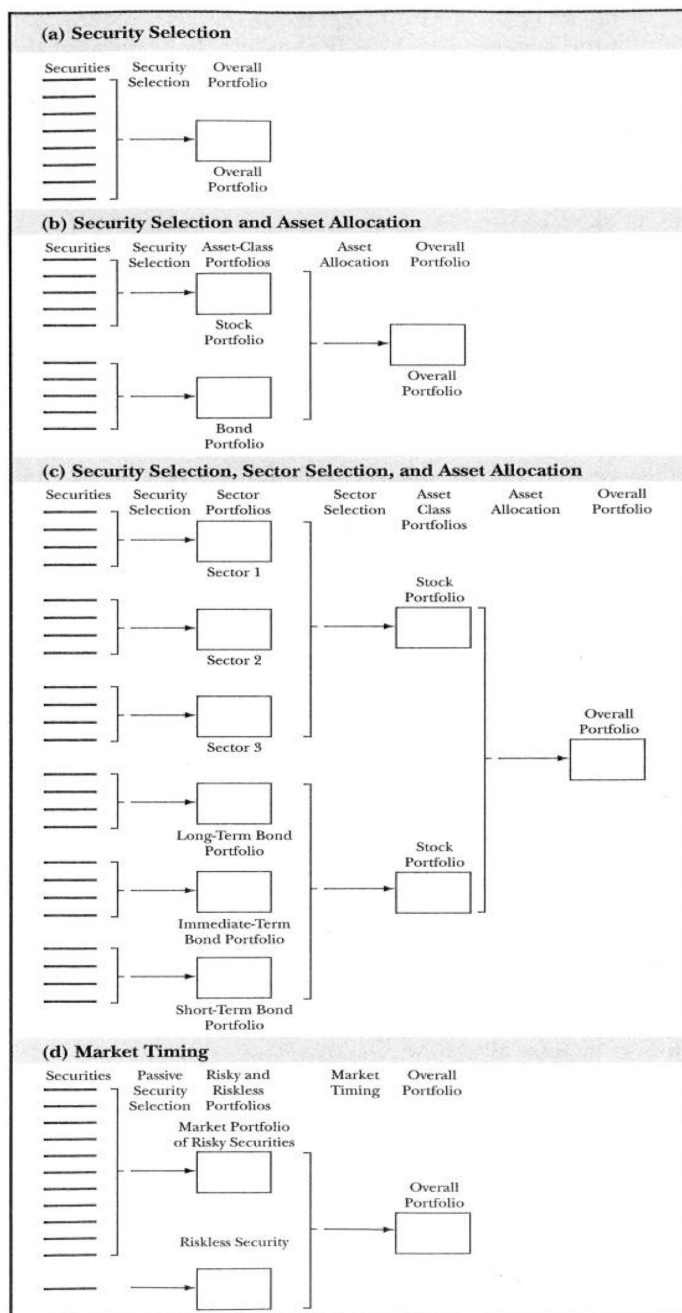 (a) Security Selection
Securities Security Overall
Selection Portfolio
Overall
Portfolio
(b) Security Selection and Asset Allocation
Securities Security Asset-Class Asset Overall
Selection Portfolios Allocation Portfolio
Stock
Portfolio
Overall
Portfolio
Bond
Portfolio
(c) Security Selection, Sector Selection, and Asset Allocation
Securities Security Sector Sector Asset Asset Overall
Selection Portfolios Selection Class Allocation Portfolio
Portfolios
Sector 1
Stock
Portfolio
Sector 2
Overall
Portfolio
Sector 3
Long-Term Bond
Portfolio
Stock
Portfolio
Immediate-Term
Bond Portfolio
Short-Term Bond
Portfolio
(d) Market Timing
Securities Passive Risky and Market Overall
Security Riskless Timing Portfolio
Selection Portfolios
Market Portfolio
of Risky Securities
Overall
Portfolio
Riskless Security